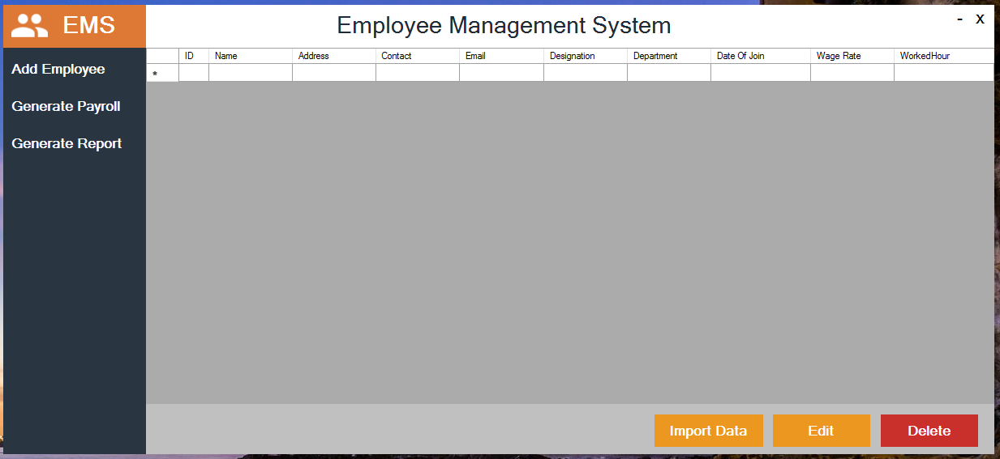 EMS
Employee Management System
- X
Add Employee
Generate Payroll
Generate Report
ID Name Address Contact Email Designation Department Date Of Join Wage Rate WorkedHour
*
Import Data Edit Delete